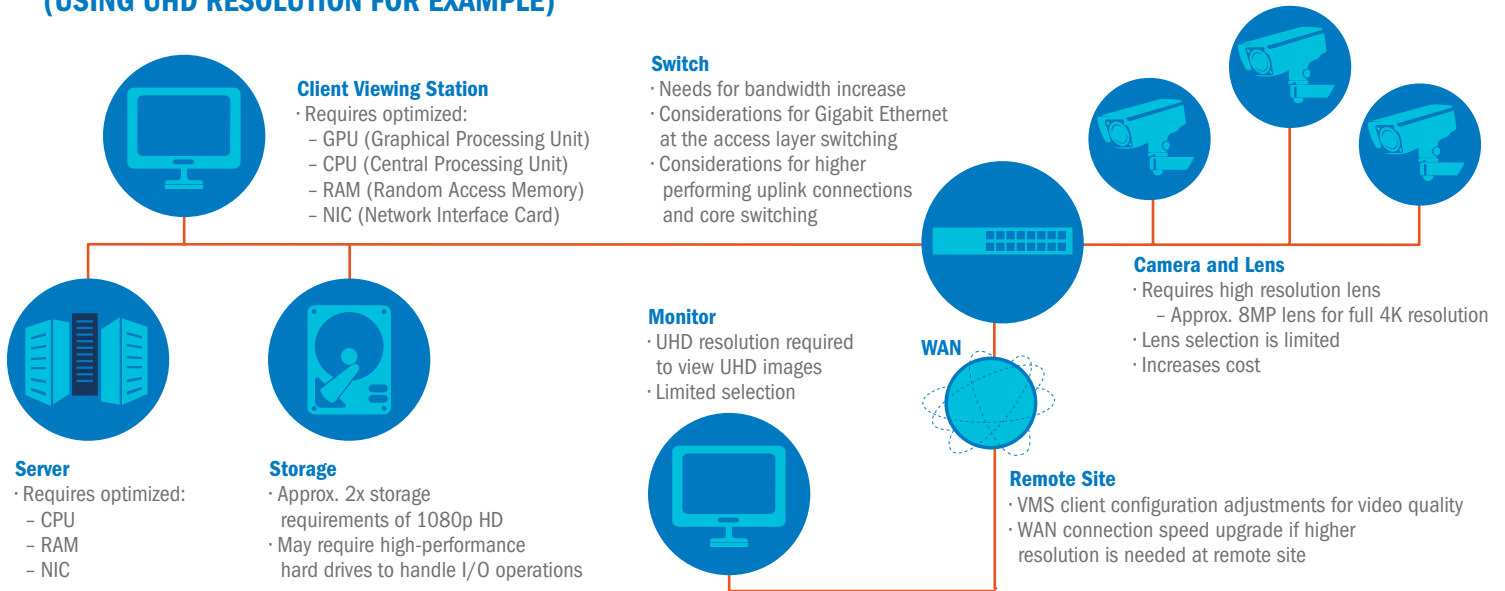 (USING UHD RESOLUTION FOR EXAMPLE)
Client Viewing Station
· Requires optimized:
– GPU (Graphical Processing Unit)
– CPU (Central Processing Unit)
– RAM (Random Access Memory)
– NIC (Network Interface Card)
Switch
· Needs for bandwidth increase
· Considerations for Gigabit Ethernet
at the access layer switching
· Considerations for higher
performing uplink connections
and core switching
Camera and Lens
· Requires high resolution lens
– Approx. 8MP lens for full 4K resolution
· Lens selection is limited
· Increases cost
Monitor
· UHD resolution required
to view UHD images
· Limited selection
WAN
Server
· Requires optimized:
– CPU
– RAM
– NIC
Storage
· Approx. 2x storage
requirements of 1080p HD
· May require high-performance
hard drives to handle I/O operations
Remote Site
· VMS client configuration adjustments for video quality
· WAN connection speed upgrade if higher
resolution is needed at remote site